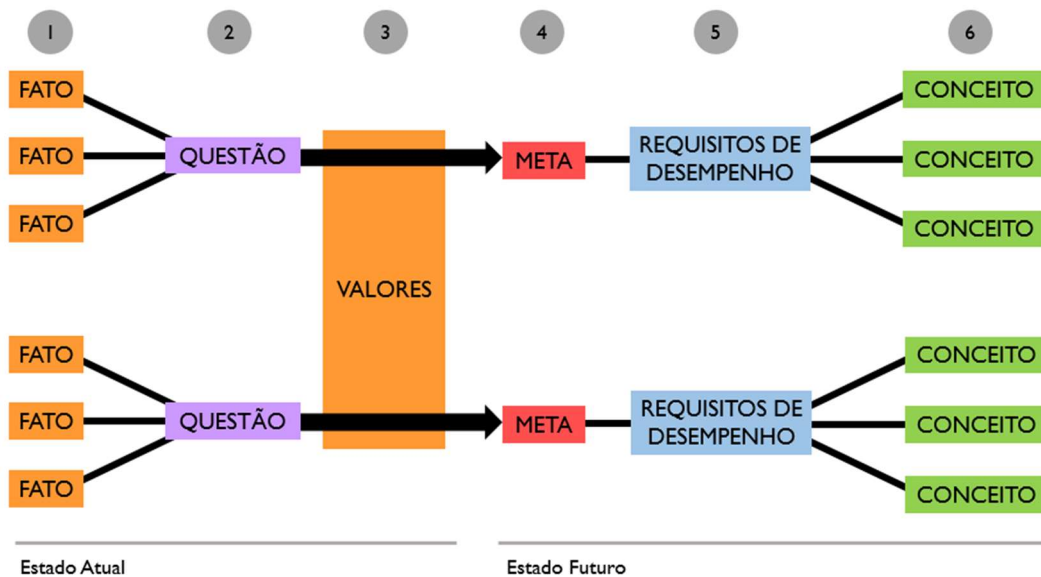 1
2
3
4
5
6
FATO
FATO
FATO
QUESTÃO
META
REQUISITOS DE
DESEMPENHO
CONCEITO
CONCEITO
CONCEITO
VALORES
FATO
FATO
FATO
QUESTÃO
META
REQUISITOS DE
DESEMPENHO
CONCEITO
CONCEITO
CONCEITO
Estado Atual
Estado Futuro